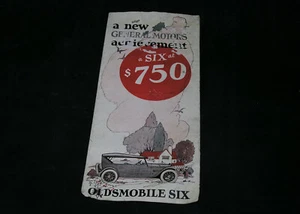 a new
GENERAL MOTORS
achievement
a SIX at
$750
OLDSMOBILE SIX